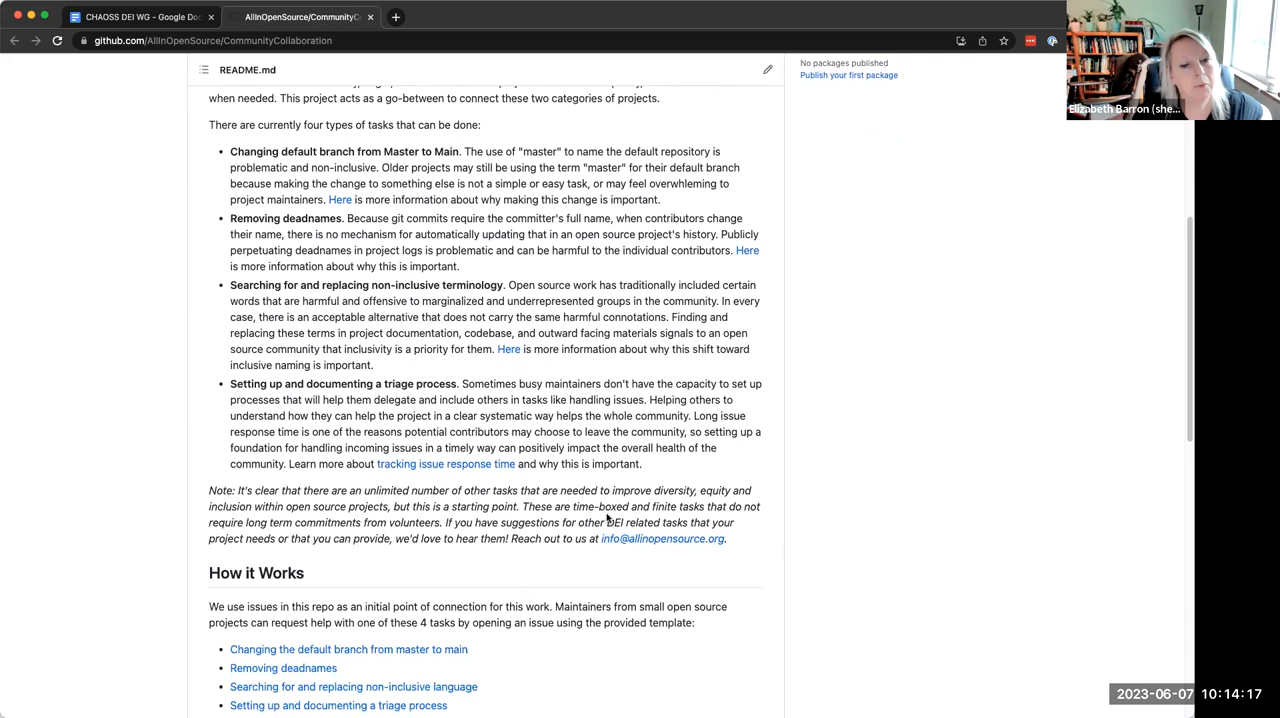 CHAOSS DEI WG - Google Doc
AllInOpenSource/CommunityC
github.com/AllInOpenSource/CommunityCollaboration
Elizabeth Barron (she...
README.md
No packages published
Publish your first package
when needed. This project acts as a go-between to connect these two categories of projects.
There are currently four types of tasks that can be done:
• Changing default branch from Master to Main. The use of "master" to name the default repository is
problematic and non-inclusive. Older projects may still be using the term "master" for their default branch
because making the change to something else is not a simple or easy task, or may feel overwhleming to
project maintainers. Here is more information about why making this change is important.
• Removing deadnames. Because git commits require the committer's full name, when contributors change
their name, there is no mechanism for automatically updating that in an open source project's history. Publicly
perpetuating deadnames in project logs is problematic and can be harmful to the individual contributors. Here
is more information about why this is important.
• Searching for and replacing non-inclusive terminology. Open source work has traditionally included certain
words that are harmful and offensive to marginalized and underrepresented groups in the community. In every
case, there is an acceptable alternative that does not carry the same harmful connotations. Finding and
replacing these terms in project documentation, codebase, and outward facing materials signals to an open
source community that inclusivity is a priority for them. Here is more information about why this shift toward
inclusive naming is important.
• Setting up and documenting a triage process. Sometimes busy maintainers don't have the capacity to set up
processes that will help them delegate and include others in tasks like handling issues. Helping others to
understand how they can help the project in a clear systematic way helps the whole community. Long issue
response time is one of the reasons potential contributors may choose to leave the community, so setting up a
foundation for handling incoming issues in a timely way can positively impact the overall health of the
community. Learn more about tracking issue response time and why this is important.
Note: It's clear that there are an unlimited number of other tasks that are needed to improve diversity, equity and
inclusion within open source projects, but this is a starting point. These are time-boxed and finite tasks that do not
require long term commitments from volunteers. If you have suggestions for other DEI related tasks that your
project needs or that you can provide, we'd love to hear them! Reach out to us at info@allinopensource.org.
How it Works
We use issues in this repo as an initial point of connection for this work. Maintainers from small open source
projects can request help with one of these 4 tasks by opening an issue using the provided template:
• Changing the default branch from master to main
• Removing deadnames
• Searching for and replacing non-inclusive language
• Setting up and documenting a triage process
2023-06-07 10:14:17